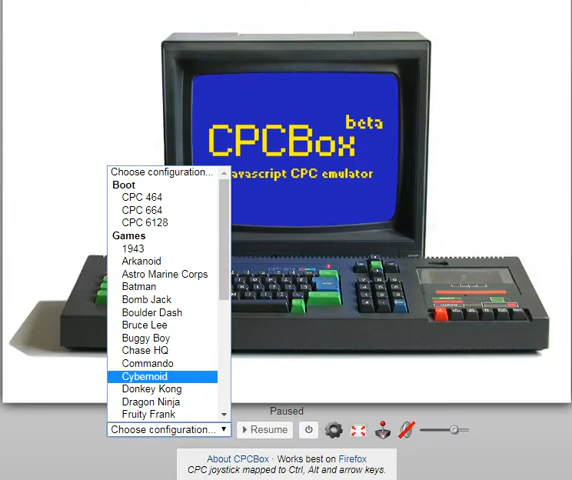 beta
CPCBox
Javascript CPC emulator
Choose configuration...
Boot
CPC 464
CPC 664
CPC 6128
Games
1943
Arkanoid
Astro Marine Corps
Batman
Bomb Jack
Boulder Dash
Bruce Lee
Buggy Boy
Chase HQ
Commando
Cybernoid
Donkey Kong
Dragon Ninja
Fruity Frank
Paused
Choose configuration...
Resume
About CPCBox · Works best on Firefox
CPC joystick mapped to Ctrl, Alt and arrow keys.